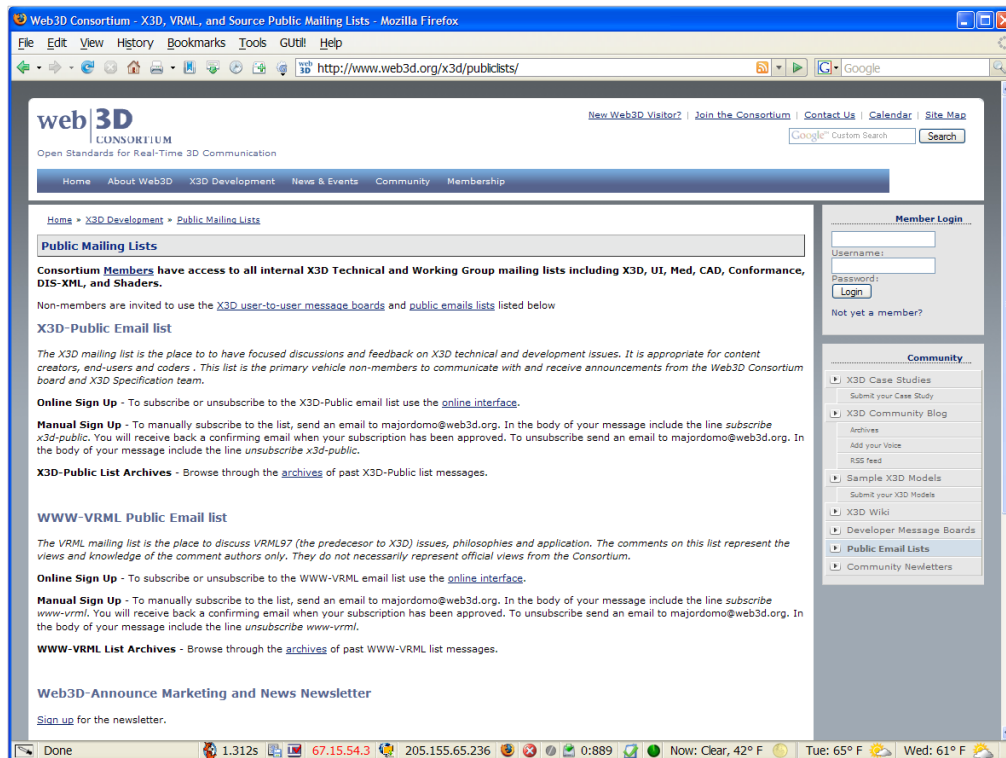 Web3D Consortium - X3D, VRML, and Source Public Mailing Lists - Mozilla Firefox
File Edit View History Bookmarks Tools GUtil! Help
web 3D http://www.web3d.org/x3d/publiclists/ G Google
web 3D CONSORTIUM
Open Standards for Real-Time 3D Communication
New Web3D Visitor? | Join the Consortium | Contact Us | Calendar | Site Map
Google™ Custom Search Search
Home About Web3D X3D Development News & Events Community Membership
Home » X3D Development » Public Mailing Lists
Public Mailing Lists
Consortium Members have access to all internal X3D Technical and Working Group mailing lists including X3D, UI, Med, CAD, Conformance,
DIS-XML, and Shaders.
Non-members are invited to use the X3D user-to-user message boards and public emails lists listed below
X3D-Public Email list
The X3D mailing list is the place to to have focused discussions and feedback on X3D technical and development issues. It is appropriate for content
creators, end-users and coders . This list is the primary vehicle non-members to communicate with and receive announcements from the Web3D Consortium
board and X3D Specification team.
Online Sign Up - To subscribe or unsubscribe to the X3D-Public email list use the online interface.
Manual Sign Up - To manually subscribe to the list, send an email to majordomo@web3d.org. In the body of your message include the line subscribe
x3d-public. You will receive back a confirming email when your subscription has been approved. To unsubscribe send an email to majordomo@web3d.org. In
the body of your message include the line unsubscribe x3d-public.
X3D-Public List Archives - Browse through the archives of past X3D-Public list messages.
WWW-VRML Public Email list
The VRML mailing list is the place to discuss VRML97 (the predecesor to X3D) issues, philosophies and application. The comments on this list represent the
views and knowledge of the comment authors only. They do not necessarily represent official views from the Consortium.
Online Sign Up - To subscribe or unsubscribe to the WWW-VRML email list use the online interface.
Manual Sign Up - To manually subscribe to the list, send an email to majordomo@web3d.org. In the body of your message include the line subscribe
www-vrml. You will receive back a confirming email when your subscription has been approved. To unsubscribe send an email to majordomo@web3d.org. In
the body of your message include the line unsubscribe www-vrml.
WWW-VRML List Archives - Browse through the archives of past WWW-VRML list messages.
Web3D-Announce Marketing and News Newsletter
Sign up for the newsletter.
Member Login
Username:
Password:
Login
Not yet a member?
Community
X3D Case Studies
Submit your Case Study
X3D Community Blog
Archives
Add your Voice
RSS feed
Sample X3D Models
Submit your X3D Models
X3D Wiki
Developer Message Boards
Public Email Lists
Community Newletters
Done 1.312s 67.15.54.3 205.155.65.236 0:889 Now: Clear, 42° F Tue: 65° F Wed: 61° F